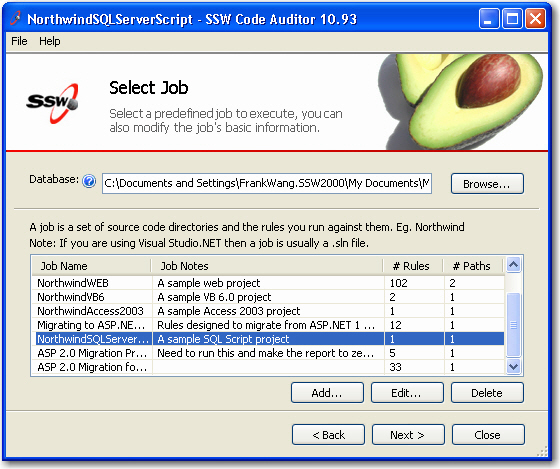 NorthwindSQLServerScript - SSW Code Auditor 10.93
File Help
SSW
Select Job
Select a predefined job to execute, you can
also modify the job's basic information.
Database: ? C:\Documents and Settings\FrankWang.SSW2000\My Documents\M Browse...
A job is a set of source code directories and the rules you run against them. Eg. Northwind
Note: If you are using Visual Studio.NET then a job is usually a .sln file.
Job Name Job Notes # Rules # Paths
NorthwindWEB A sample web project 102 2
NorthwindVB6 A sample VB 6.0 project 2 1
NorthwindAccess2003 A sample Access 2003 project 1 1
Migrating to ASP.NE... Rules designed to migrate from ASP.NET 1 ... 12 1
NorthwindSQLServer... A sample SQL Script project 1 1
ASP 2.0 Migration Pr... Need to run this and make the report to ze... 5 1
ASP 2.0 Migration fo... 33 1
Add... Edit... Delete
< Back Next > Close